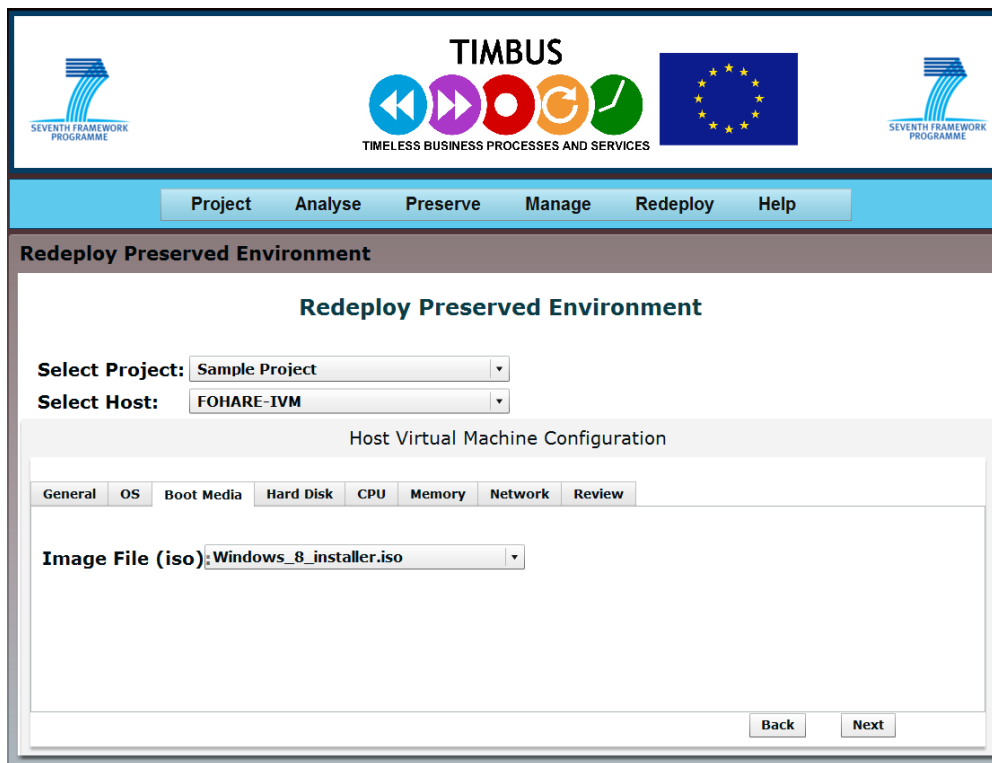 TIMBUS
TIMELESS BUSINESS PROCESSES AND SERVICES
SEVENTH FRAMEWORK
PROGRAMME
SEVENTH FRAMEWORK
PROGRAMME
Project Analyse Preserve Manage Redeploy Help
Redeploy Preserved Environment
Redeploy Preserved Environment
Select Project: Sample Project
Select Host: FOHARE-IVM
Host Virtual Machine Configuration
General OS Boot Media Hard Disk CPU Memory Network Review
Image File (iso): Windows_8_installer.iso
Back Next